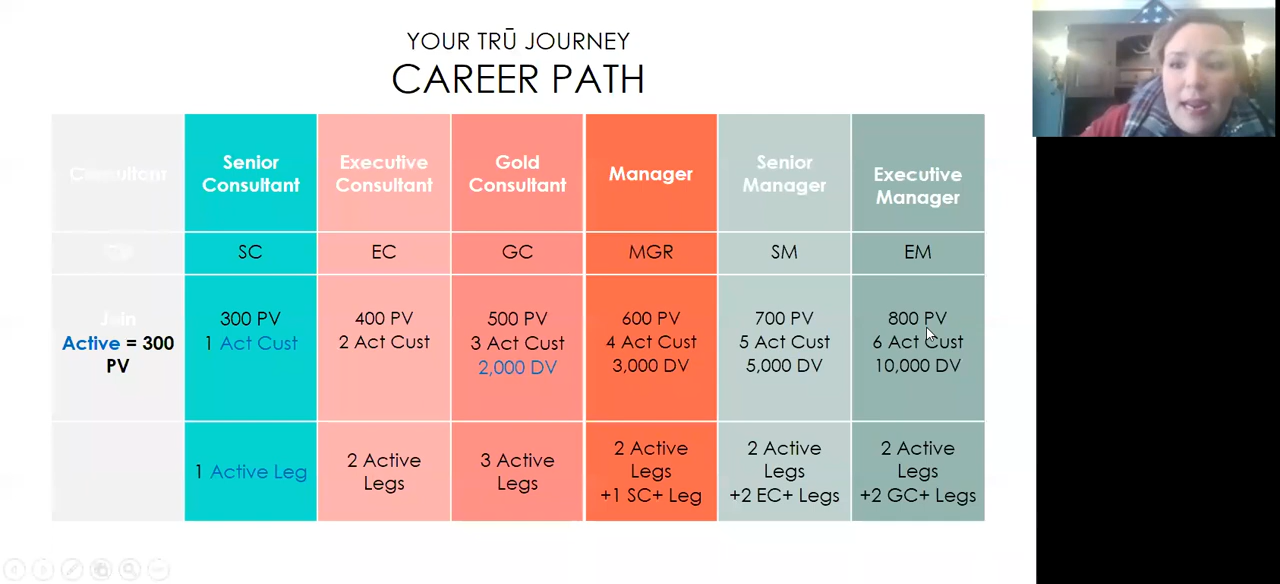 YOUR TRŪ JOURNEY
CAREER PATH
Consultant
Senior
Consultant
Executive
Consultant
Gold
Consultant
Manager
Senior
Manager
Executive
Manager
SC
EC
GC
MGR
SM
EM
Join
Active = 300
PV
300 PV
1 Act Cust
400 PV
2 Act Cust
500 PV
3 Act Cust
2,000 DV
600 PV
4 Act Cust
3,000 DV
700 PV
5 Act Cust
5,000 DV
800 PV
6 Act Cust
10,000 DV
1 Active Leg
2 Active
Legs
3 Active
Legs
2 Active
Legs
+1 SC+ Leg
2 Active
Legs
+2 EC+ Legs
2 Active
Legs
+2 GC+ Legs